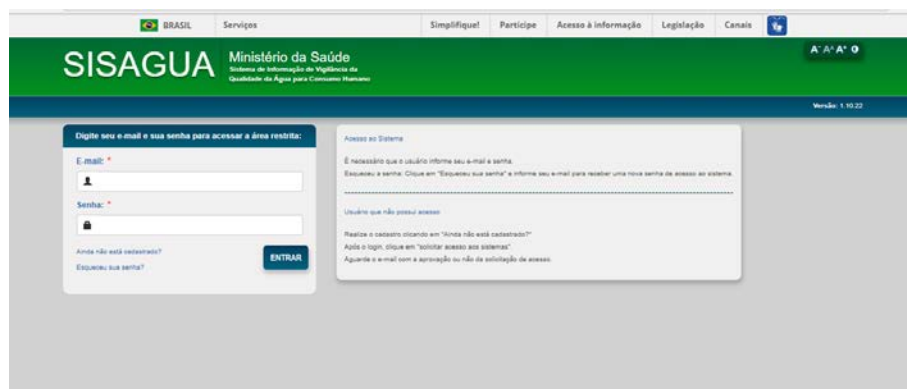 BRASIL Serviços Simplifique! Participe Acesso à informação Legislação Canais
SISAGUA
Ministério da Saúde
Sistema de Informação de Vigilância da
Qualidade da Água para Consumo Humano
A- A* A+
Versão: 1.10.22
Digite seu e-mail e sua senha para acessar a área restrita:
E-mail: *
Senha: *
Ainda não está cadastrado?
Esqueceu sua senha?
ENTRAR
Acesso ao Sistema
É necessário que o usuário informe seu e-mail e senha.
Esqueceu a senha: Clique em "Esqueceu sua senha" e informe seu e-mail para receber uma nova senha de acesso ao sistema.
Usuário que não possui acesso
Realize o cadastro clicando em "Ainda não está cadastrado?"
Após o login, clique em "solicitar acesso aos sistemas".
Aguarde o e-mail com a aprovação ou não da solicitação de acesso.